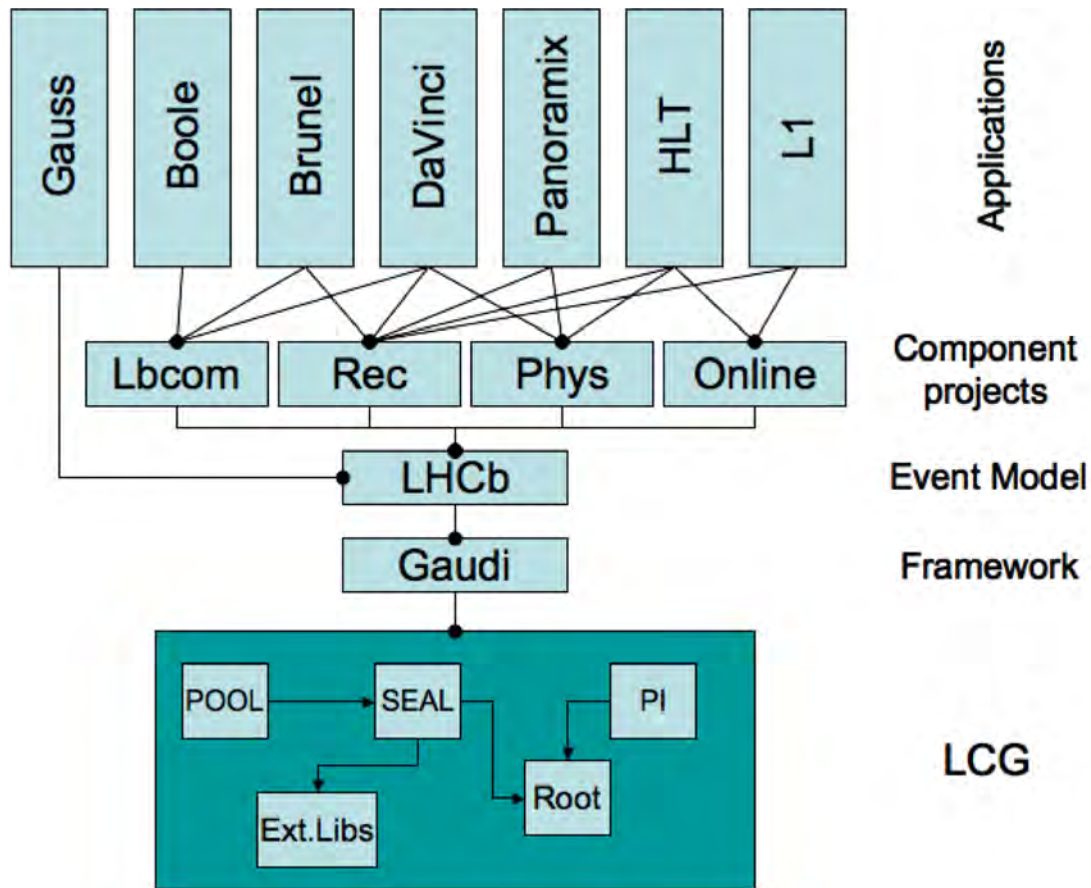 Gauss
Boole
Brunel
DaVinci
Panoramix
HLT
L1
Applications
Lbcom
Rec
Phys
Online
Component
projects
LHCb
Event Model
Gaudi
Framework
POOL
SEAL
PI
Ext.Libs
Root
LCG